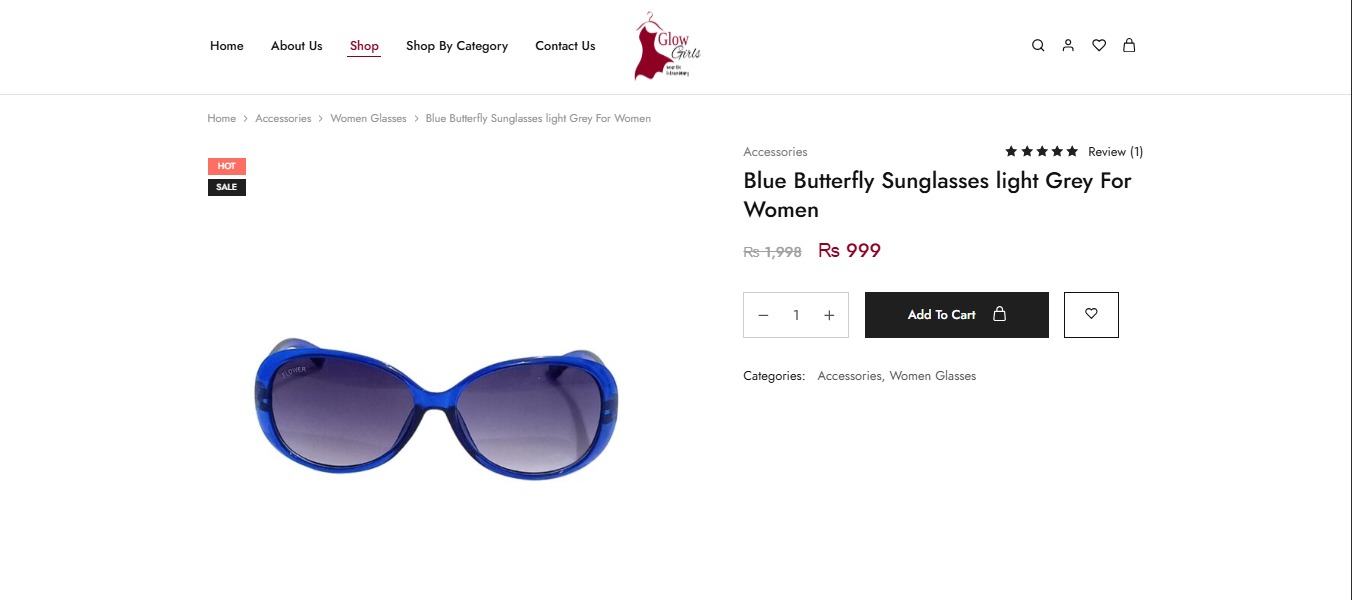 Home About Us Shop Shop By Category Contact Us
Glow
Girls
Home > Accessories > Women Glasses > Blue Butterfly Sunglasses light Grey For Women
HOT
SALE
Accessories
Review (1)
Blue Butterfly Sunglasses light Grey For
Women
₨ 1,998 ₨ 999
− 1 + Add To Cart
Categories: Accessories, Women Glasses
FLOWER